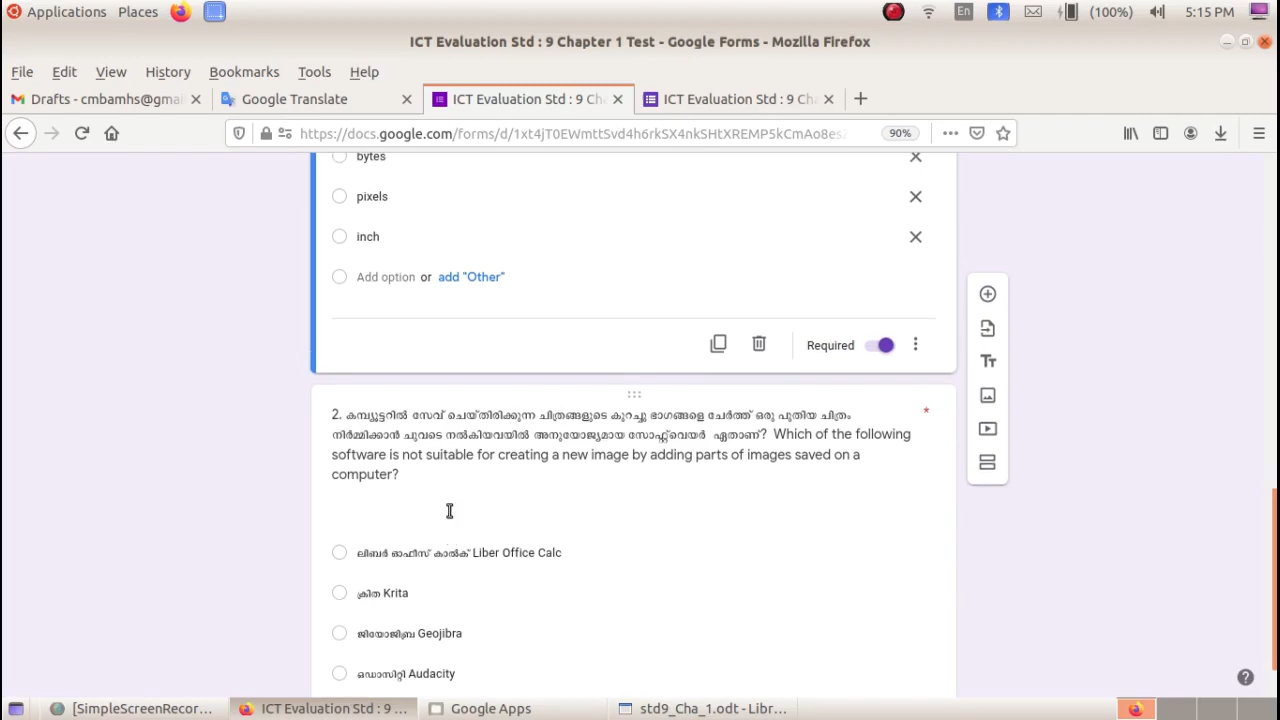 Applications Places En (100%) 5:15 PM
ICT Evaluation Std : 9 Chapter 1 Test - Google Forms - Mozilla Firefox
File Edit View History Bookmarks Tools Help
Drafts - cmbamhs@gmai Google Translate ICT Evaluation Std : 9 Ch ICT Evaluation Std : 9 Ch
https://docs.google.com/forms/d/1xt4jT0EWmttSvd4h6rkSX4nkSHtXREMP5kCmAo8es 90%
bytes
pixels
inch
Add option or add "Other"
Required
2. കമ്പ്യൂട്ടറിൽ സേവ് ചെയ്തിരിക്കുന്ന ചിത്രങ്ങളുടെ കുറച്ചു ഭാഗങ്ങളെ ചേർത്ത് ഒരു പുതിയ ചിത്രം *
നിർമ്മിക്കാൻ ചുവടെ നൽകിയവയിൽ അനുയോജ്യമായ സോഫ്റ്റ്‌വെയർ ഏതാണ്? Which of the following
software is not suitable for creating a new image by adding parts of images saved on a
computer?
ലിബർ ഓഫീസ് കാൽക് Liber Office Calc
ക്രിത Krita
ജിയോജിബ്ര Geojibra
ഒഡാസിറ്റി Audacity
[SimpleScreenRecor... ICT Evaluation Std : 9 ... Google Apps std9_Cha_1.odt - Libr...